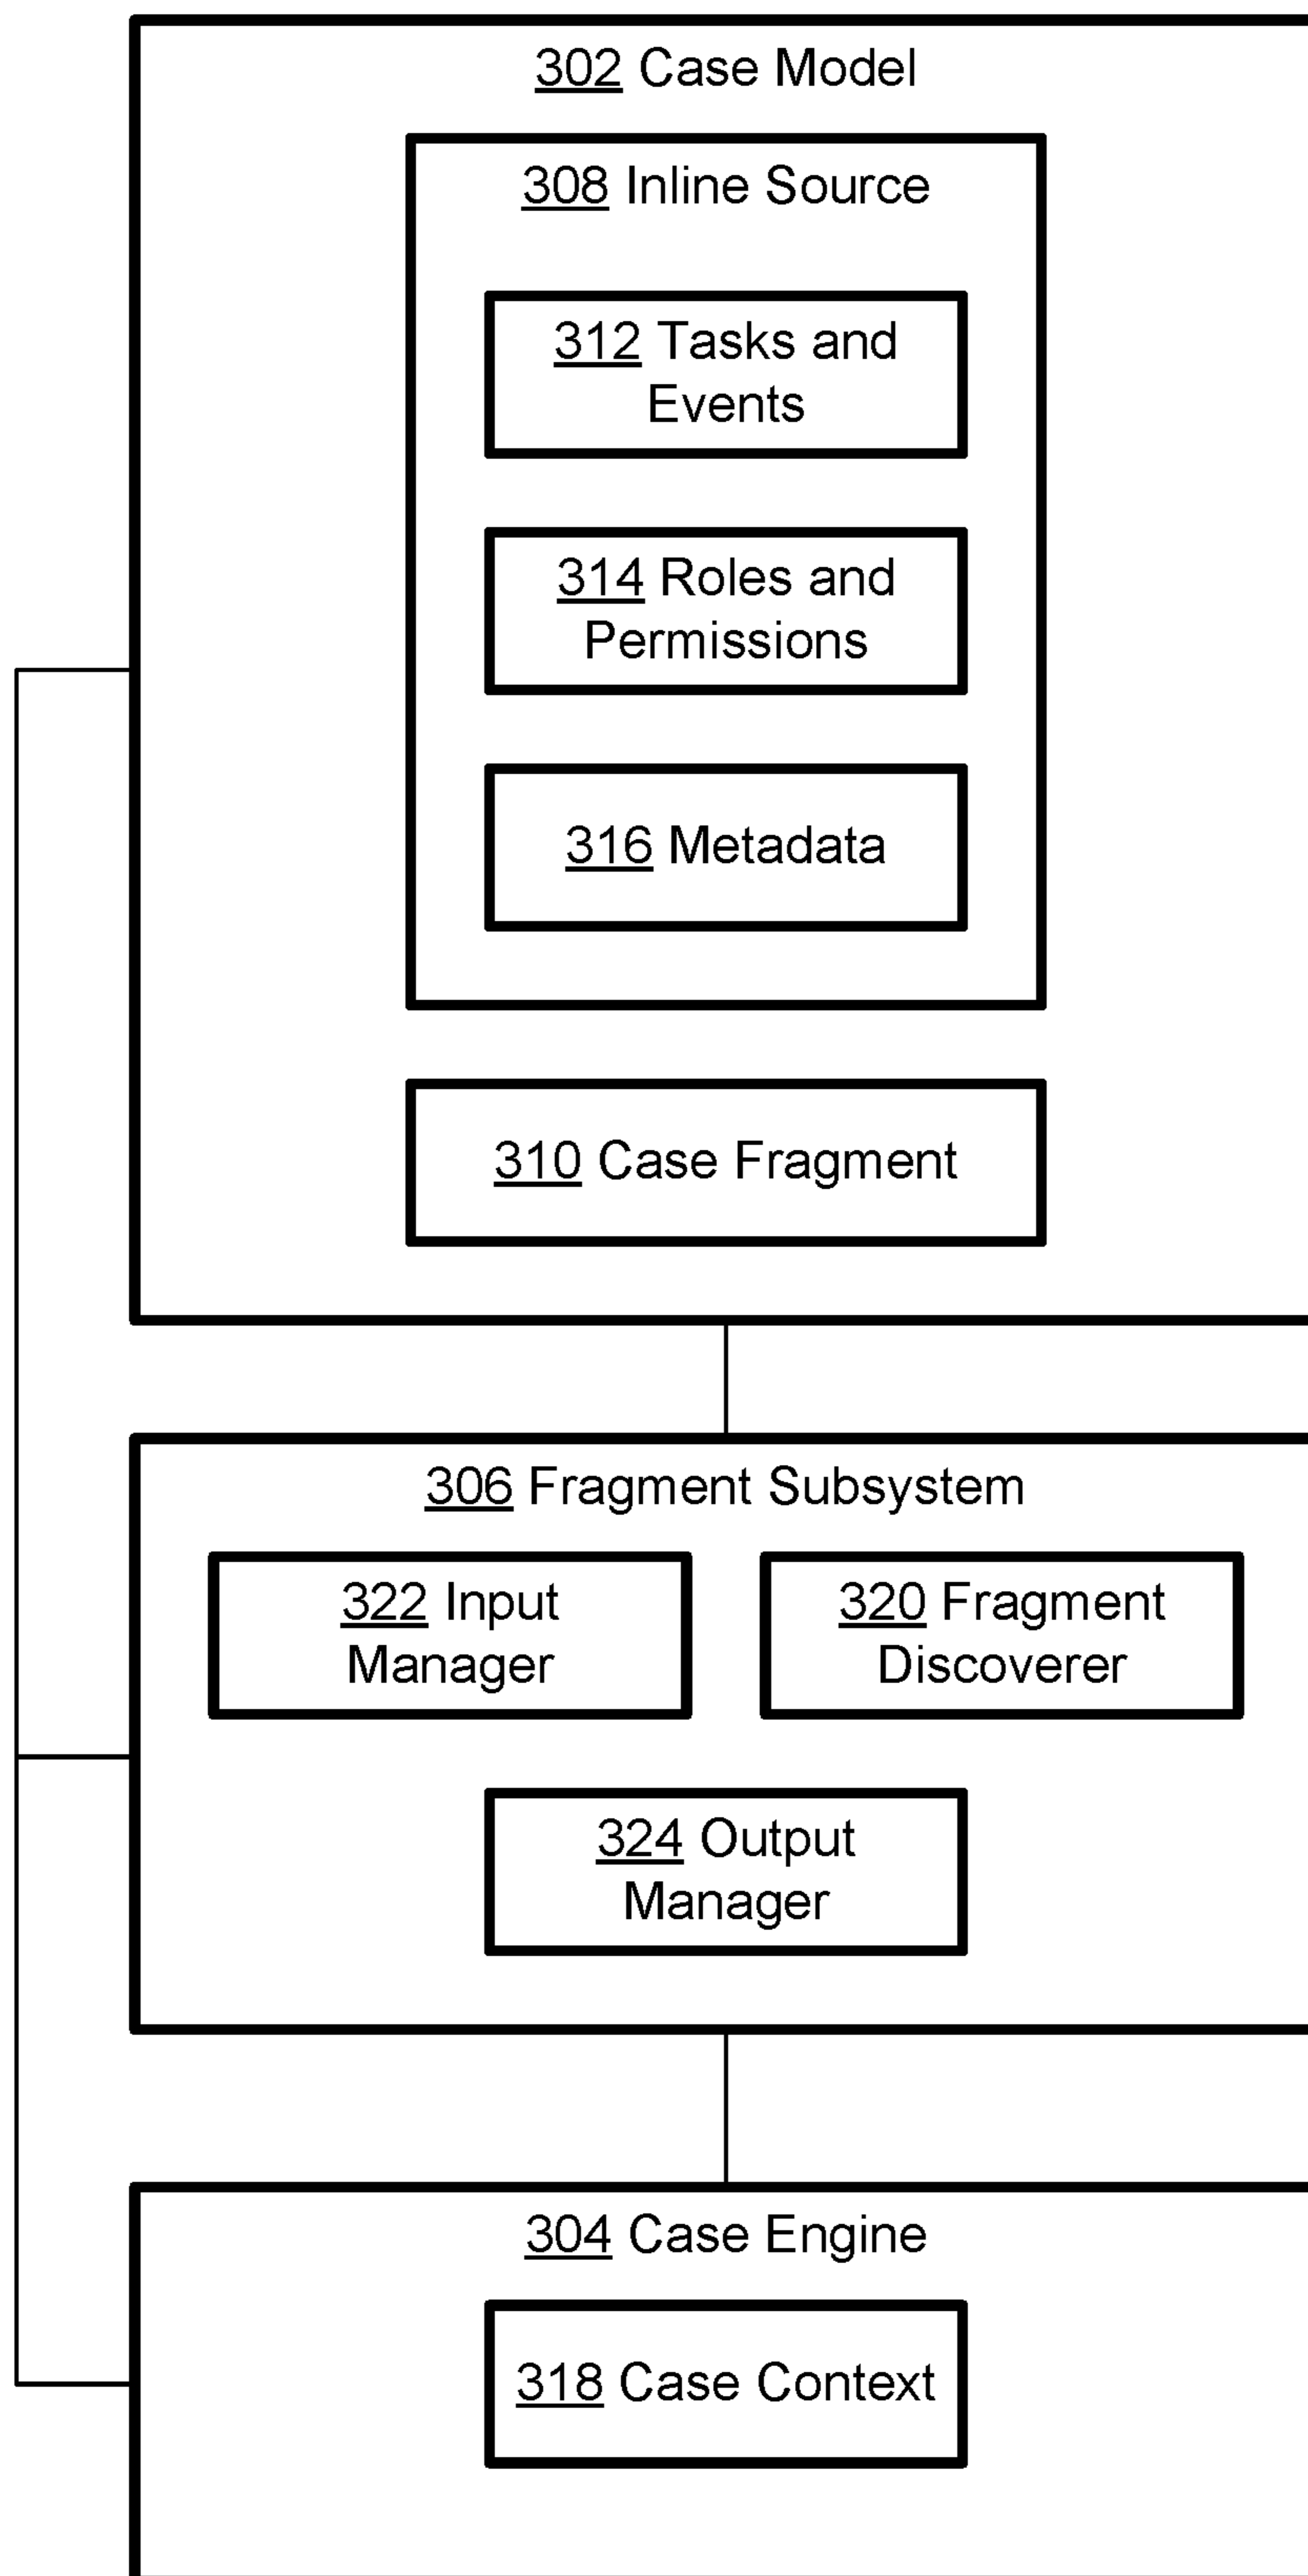 302 Case Model
308 Inline Source
312 Tasks and
Events
314 Roles and
Permissions
316 Metadata
310 Case Fragment
306 Fragment Subsystem
322 Input
Manager
320 Fragment
Discoverer
324 Output
Manager
304 Case Engine
318 Case Context